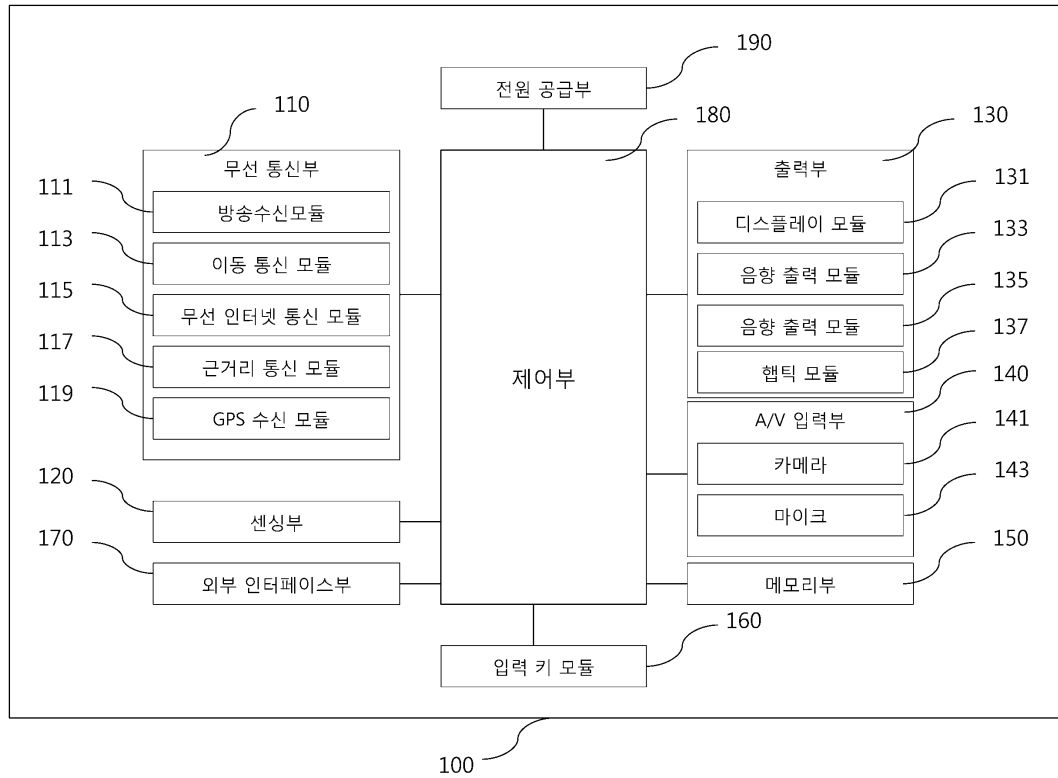 190
전원 공급부
110
180
130
무선 통신부
출력부
111
방송수신모듈
디스플레이 모듈
131
113
이동 통신 모듈
음향 출력 모듈
133
115
무선 인터넷 통신 모듈
음향 출력 모듈
135
117
근거리 통신 모듈
햅틱 모듈
137
제어부
119
GPS 수신 모듈
A/V 입력부
140
카메라
141
120
센싱부
마이크
143
170
외부 인터페이스부
메모리부
150
160
입력 키 모듈
100